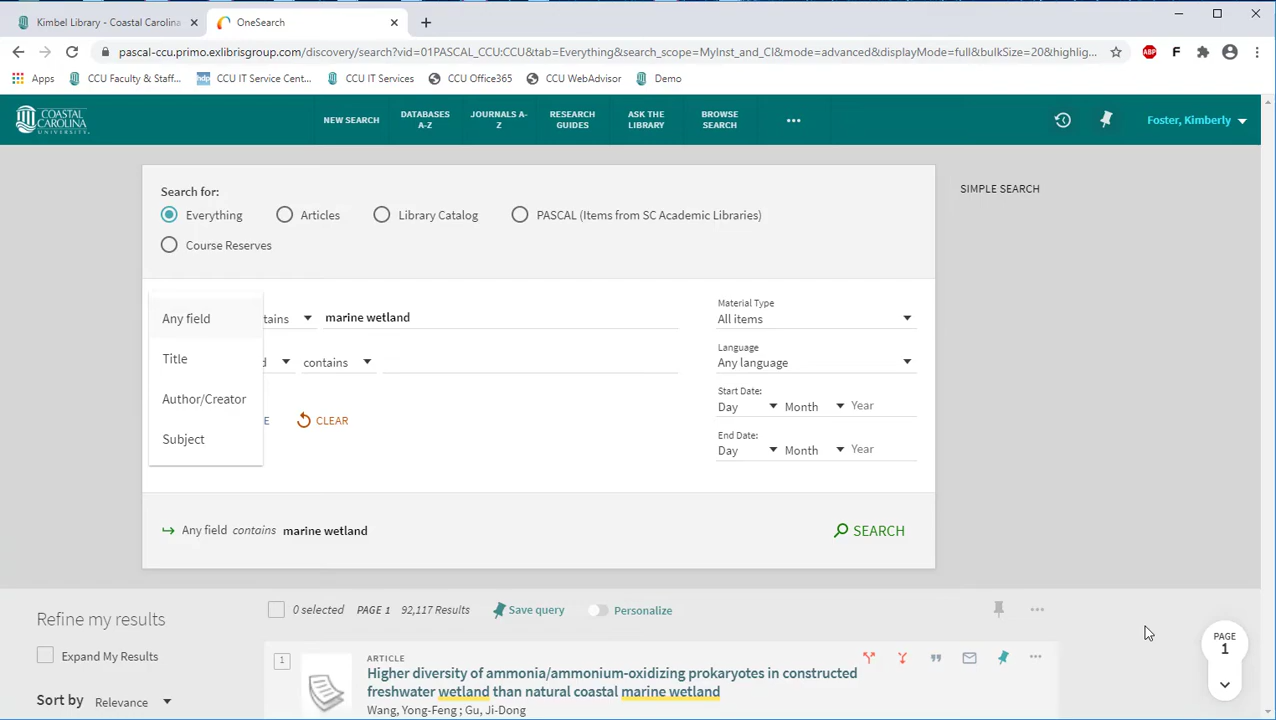 Kimbel Library - Coastal Carolina
OneSearch
pascal-ccu.primo.exlibrisgroup.com/discovery/search?vid=01PASCAL_CCU:CCU&tab=Everything&search_scope=MyInst_and_CI&mode=advanced&displayMode=full&bulkSize=20&highlig...
ABP
F
Apps
CCU Faculty & Staff...
hdp
CCU IT Service Cent...
CCU IT Services
CCU Office365
CCU WebAdvisor
Demo
COASTAL
CAROLINA
UNIVERSITY
NEW SEARCH
DATABASES
A-Z
JOURNALS A-
Z
RESEARCH
GUIDES
ASK THE
LIBRARY
BROWSE
SEARCH
Foster, Kimberly
Search for:
Everything
Articles
Library Catalog
PASCAL (Items from SC Academic Libraries)
Course Reserves
SIMPLE SEARCH
Any field
Title
Author/Creator
Subject
tains
marine wetland
d
contains
E
CLEAR
Material Type
All items
Language
Any language
Start Date:
Day
Month
Year
End Date:
Day
Month
Year
Any field contains marine wetland
SEARCH
Refine my results
Expand My Results
Sort by Relevance
0 selected
PAGE 1
92,117 Results
Save query
Personalize
PAGE
1
1
ARTICLE
Higher diversity of ammonia/ammonium-oxidizing prokaryotes in constructed
freshwater wetland than natural coastal marine wetland
Wang, Yong-Feng ; Gu, Ji-Dong